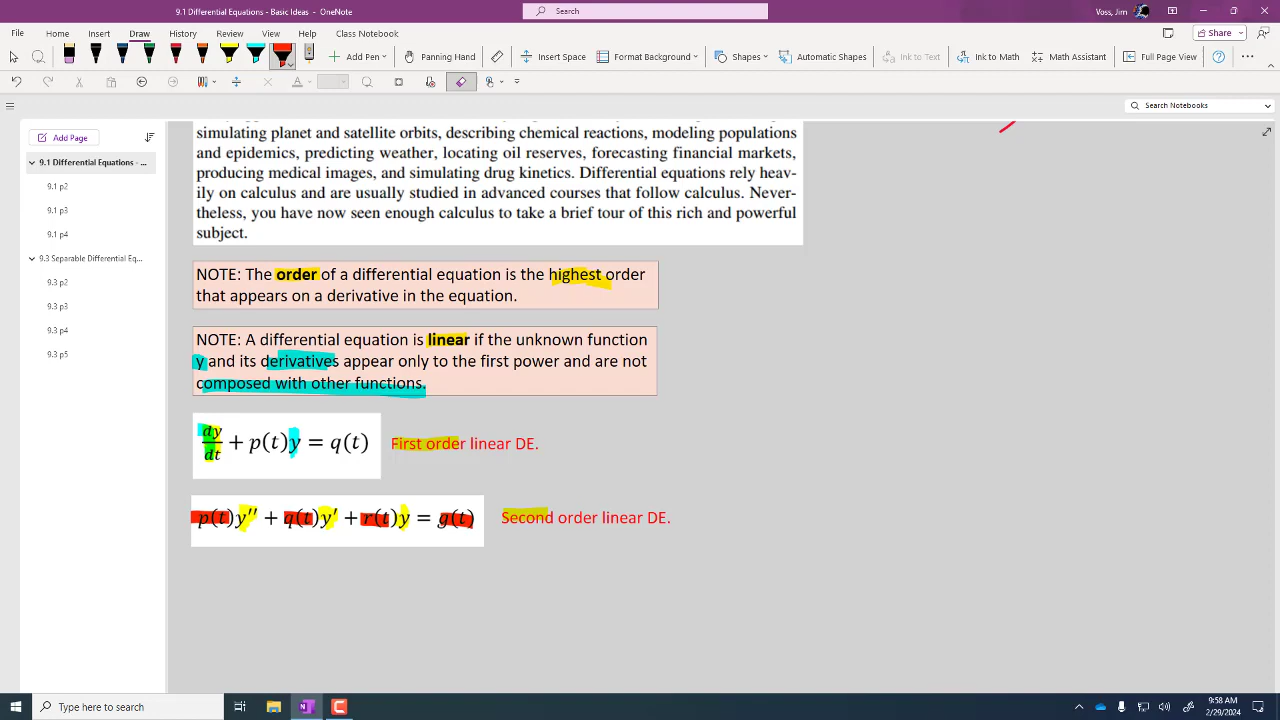 9.1 Differential Equations - OneNote
Search
Voss, Jim
File Home Insert Draw History Review View Help Class Notebook
Share
Add Pen
Panning Hand
Insert Space
Format Background
Shapes
Automatic Shapes
Ink to Text
Ink to Math
Math Assistant
Full Page View
Search Notebooks
Add Page
9.1 Differential Equations - ...
9.1 p2
9.1 p3
9.1 p4
9.3 Separable Differential Eq...
9.3 p2
9.3 p3
9.3 p4
9.3 p5
simulating planet and satellite orbits, describing chemical reactions, modeling populations
and epidemics, predicting weather, locating oil reserves, forecasting financial markets,
producing medical images, and simulating drug kinetics. Differential equations rely heav-
ily on calculus and are usually studied in advanced courses that follow calculus. Never-
theless, you have now seen enough calculus to take a brief tour of this rich and powerful
subject.
NOTE: The order of a differential equation is the highest order
that appears on a derivative in the equation.
NOTE: A differential equation is linear if the unknown function
y and its derivatives appear only to the first power and are not
composed with other functions.
dy/dt + p(t)y = q(t) First order linear DE.
p(t)y′′ + q(t)y′ + r(t)y = g(t) Second order linear DE.
Type here to search
9:58 AM
2/29/2024